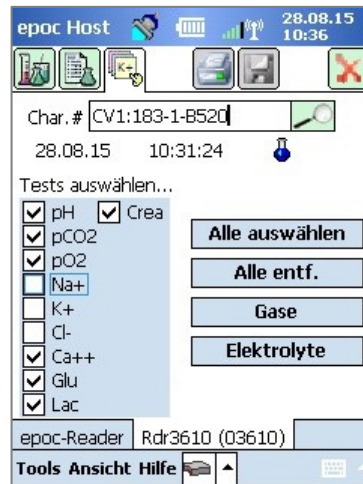 epoc Host 28.08.15
10:36
K+
Char.# CV1:183-1-B520
28.08.15 10:31:24
Tests auswählen...
pH Crea
pCO2
pO2
Na+
K+
Cl-
Ca++
Glu
Lac
Alle auswählen
Alle entf.
Gase
Elektrolyte
epoc-Reader Rdr3610 (03610)
Tools Ansicht Hilfe